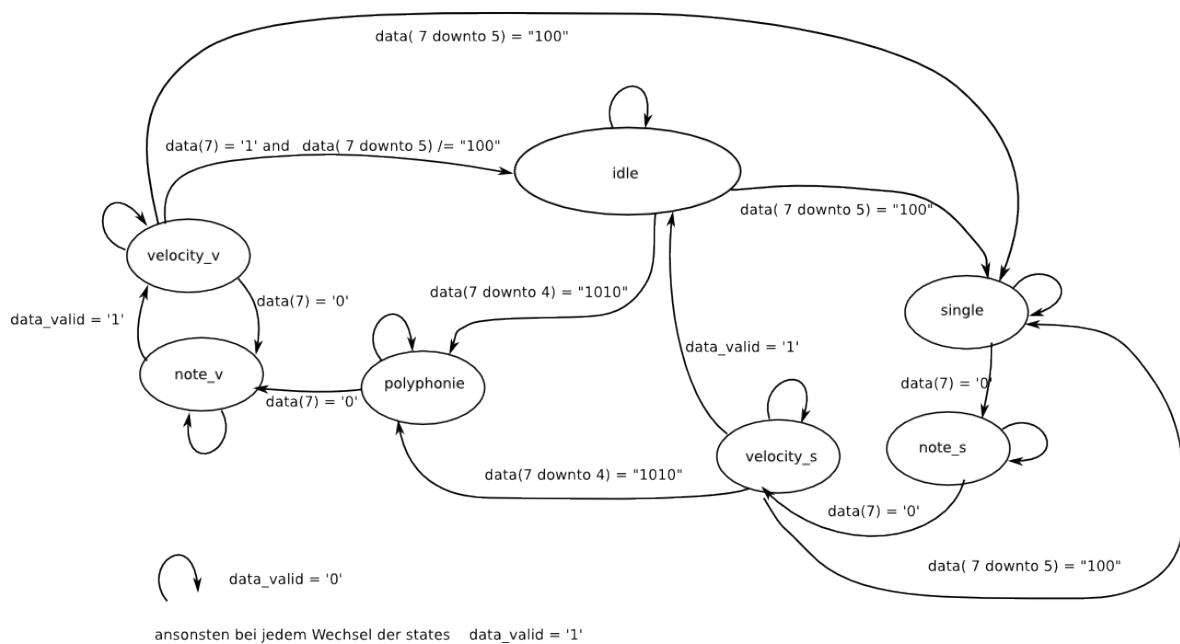 data( 7 downto 5) = "100"
data(7) = '1' and data( 7 downto 5) /= "100"
idle
data( 7 downto 5) = "100"
velocity_v
data(7 downto 4) = "1010"
data(7) = '0'
data_valid = '1'
single
data_valid = '1'
note_v
polyphonie
data(7) = '0'
data(7) = '0'
note_s
velocity_s
data(7 downto 4) = "1010"
data(7) = '0'
data( 7 downto 5) = "100"
data_valid = '0'
ansonsten bei jedem Wechsel der states data_valid = '1'